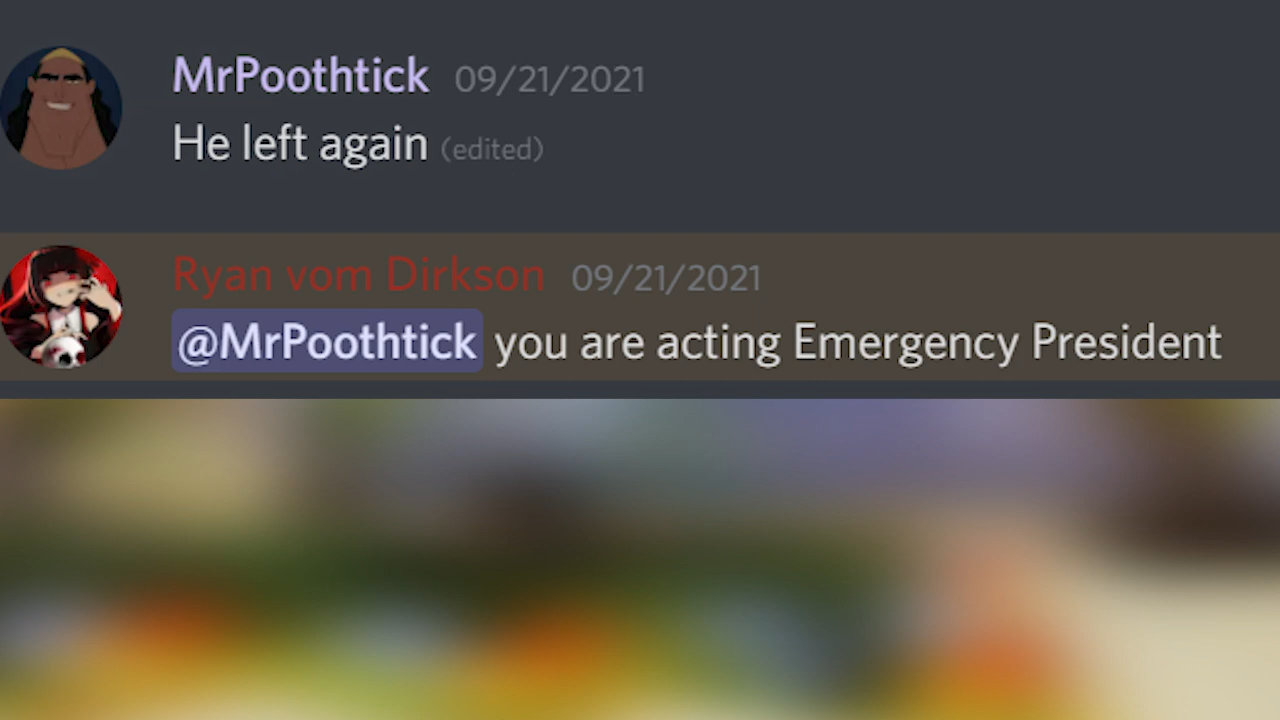 MrPoothtick 09/21/2021
He left again (edited)
Ryan vom Dirkson 09/21/2021
@MrPoothtick you are acting Emergency President